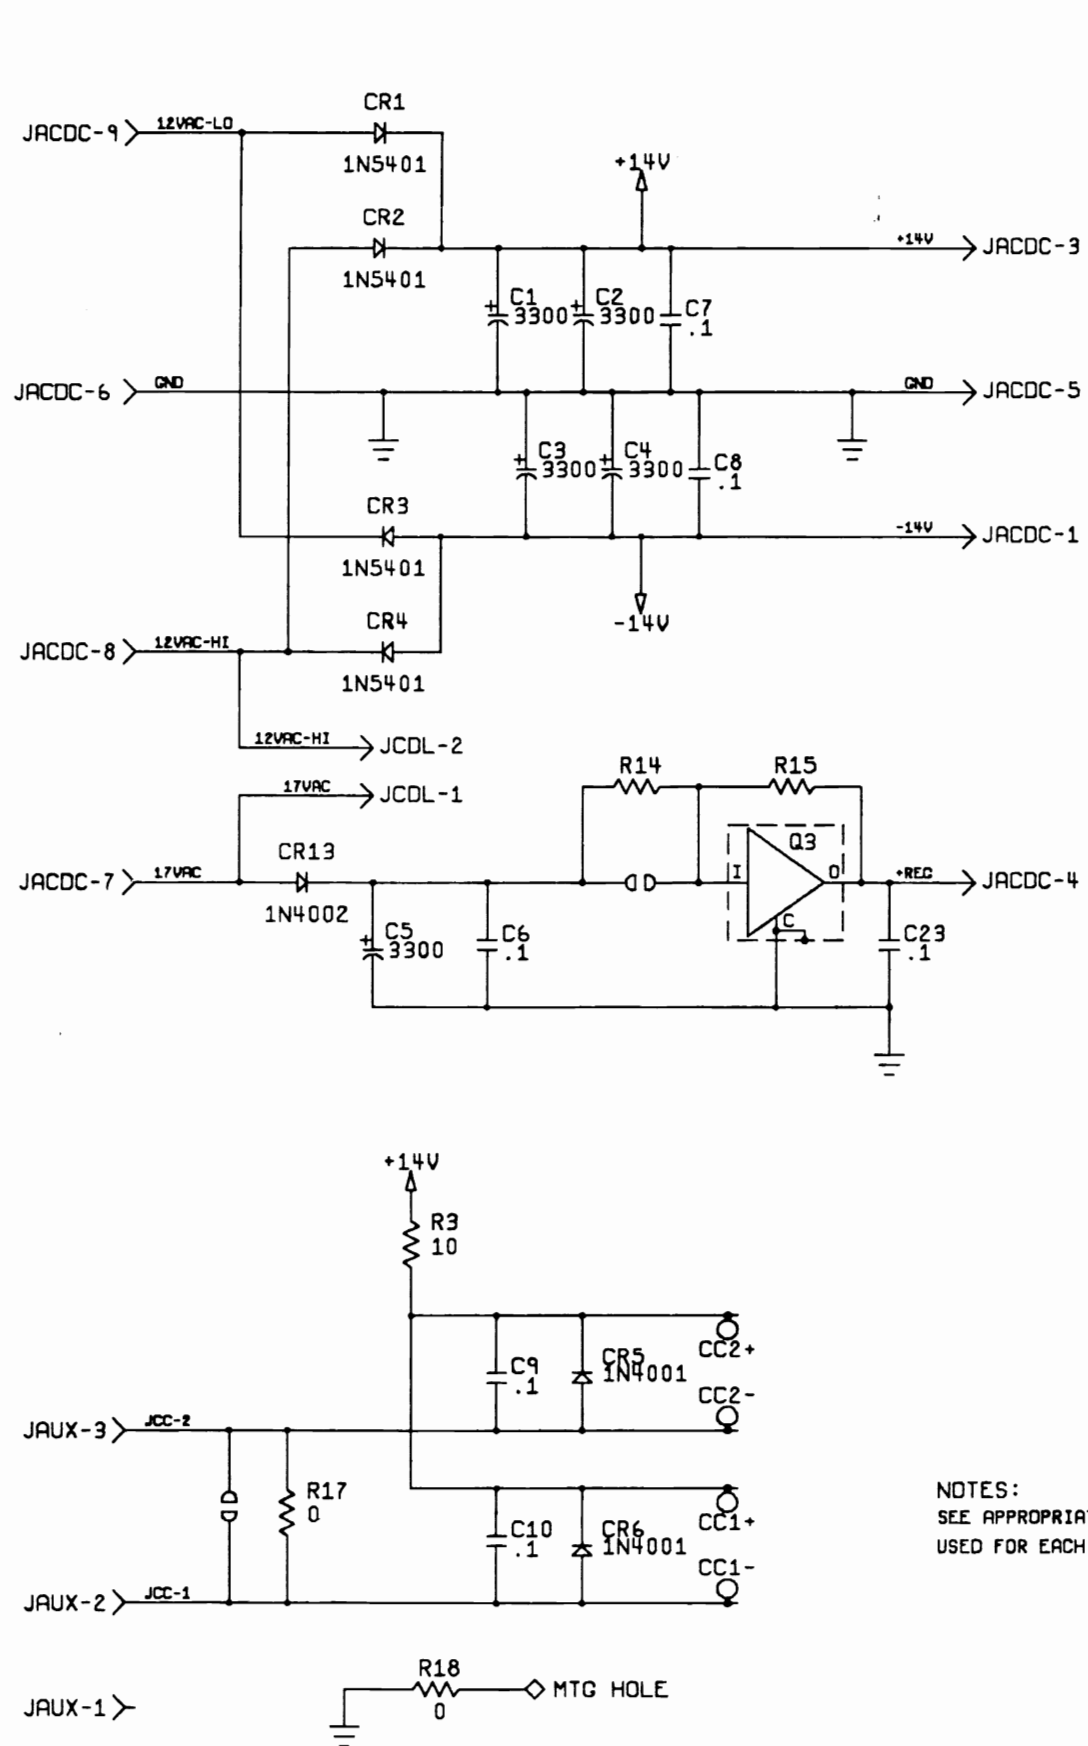 CR1
JACDC-9
12VAC-LO
1N5401
+14V
CR2
+14V
JACDC-3
1N5401
C1
3300
C2
3300
C7
.1
JACDC-6
GND
GND
JACDC-5
C3
3300
C4
3300
C8
.1
CR3
-14V
JACDC-1
1N5401
CR4
-14V
JACDC-8
12VAC-HI
1N5401
12VAC-HI
JCDL-2
R14
R15
17VAC
JCDL-1
Q3
CR13
JACDC-7
17VAC
I
O
+REG
JACDC-4
1N4002
C
C5
3300
C6
.1
C23
.1
+14V
R3
10
CC2+
C9
.1
CR5
1N4001
CC2-
JAUX-3
JCC-2
R17
0
NOTES:
SEE
USED FOR EACH
CC1+
C10
.1
CR6
1N4001
CC1-
JAUX-2
JCC-1
R18
MTG HOLE
JAUX-1
0